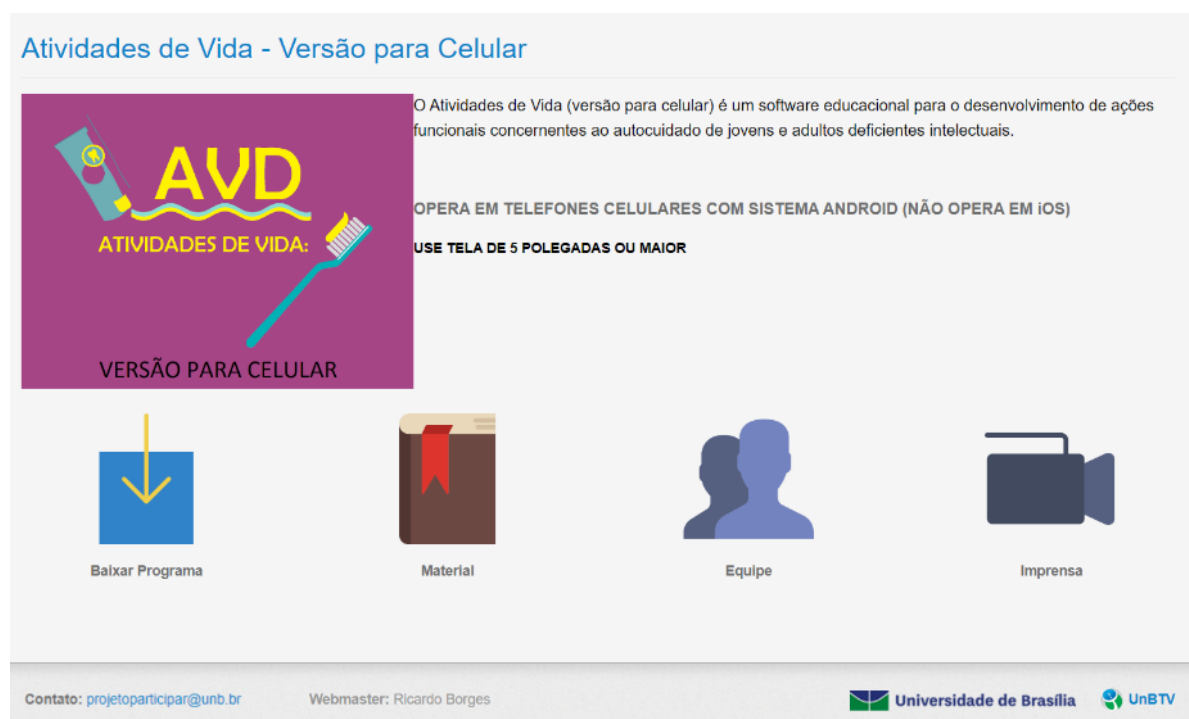 Atividades de Vida - Versão para Celular
O Atividades de Vida (versão para celular) é um software educacional para o desenvolvimento de ações
funcionais concernentes ao autocuidado de jovens e adultos deficientes intelectuais.
AVD
ATIVIDADES DE VIDA:
VERSÃO PARA CELULAR
OPERA EM TELEFONES CELULARES COM SISTEMA ANDROID (NÃO OPERA EM iOS)
USE TELA DE 5 POLEGADAS OU MAIOR
Baixar Programa
Material
Equipe
Imprensa
Contato: projetoparticipar@unb.br
Webmaster: Ricardo Borges
Universidade de Brasília
UnBTV